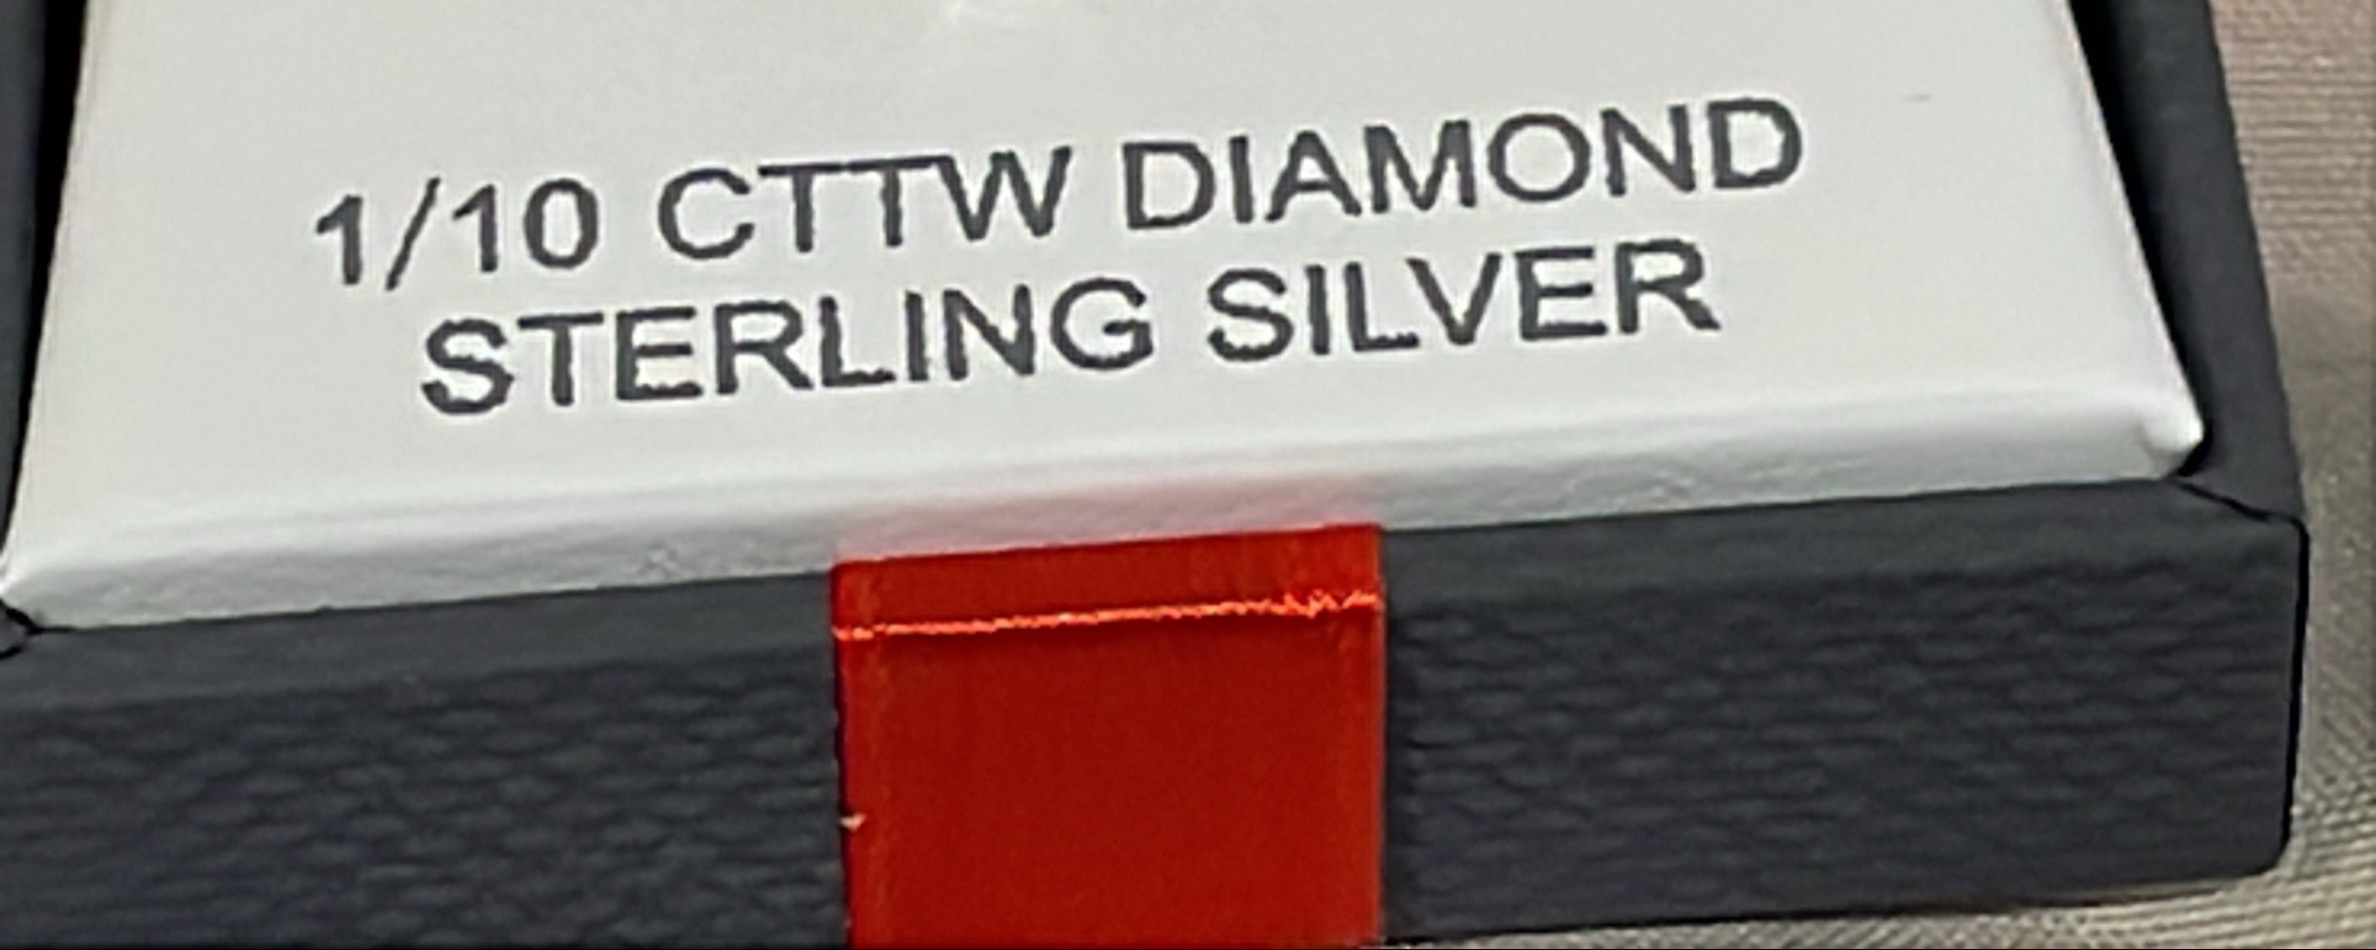 1/10 CTTW DIAMOND
STERLING SILVER